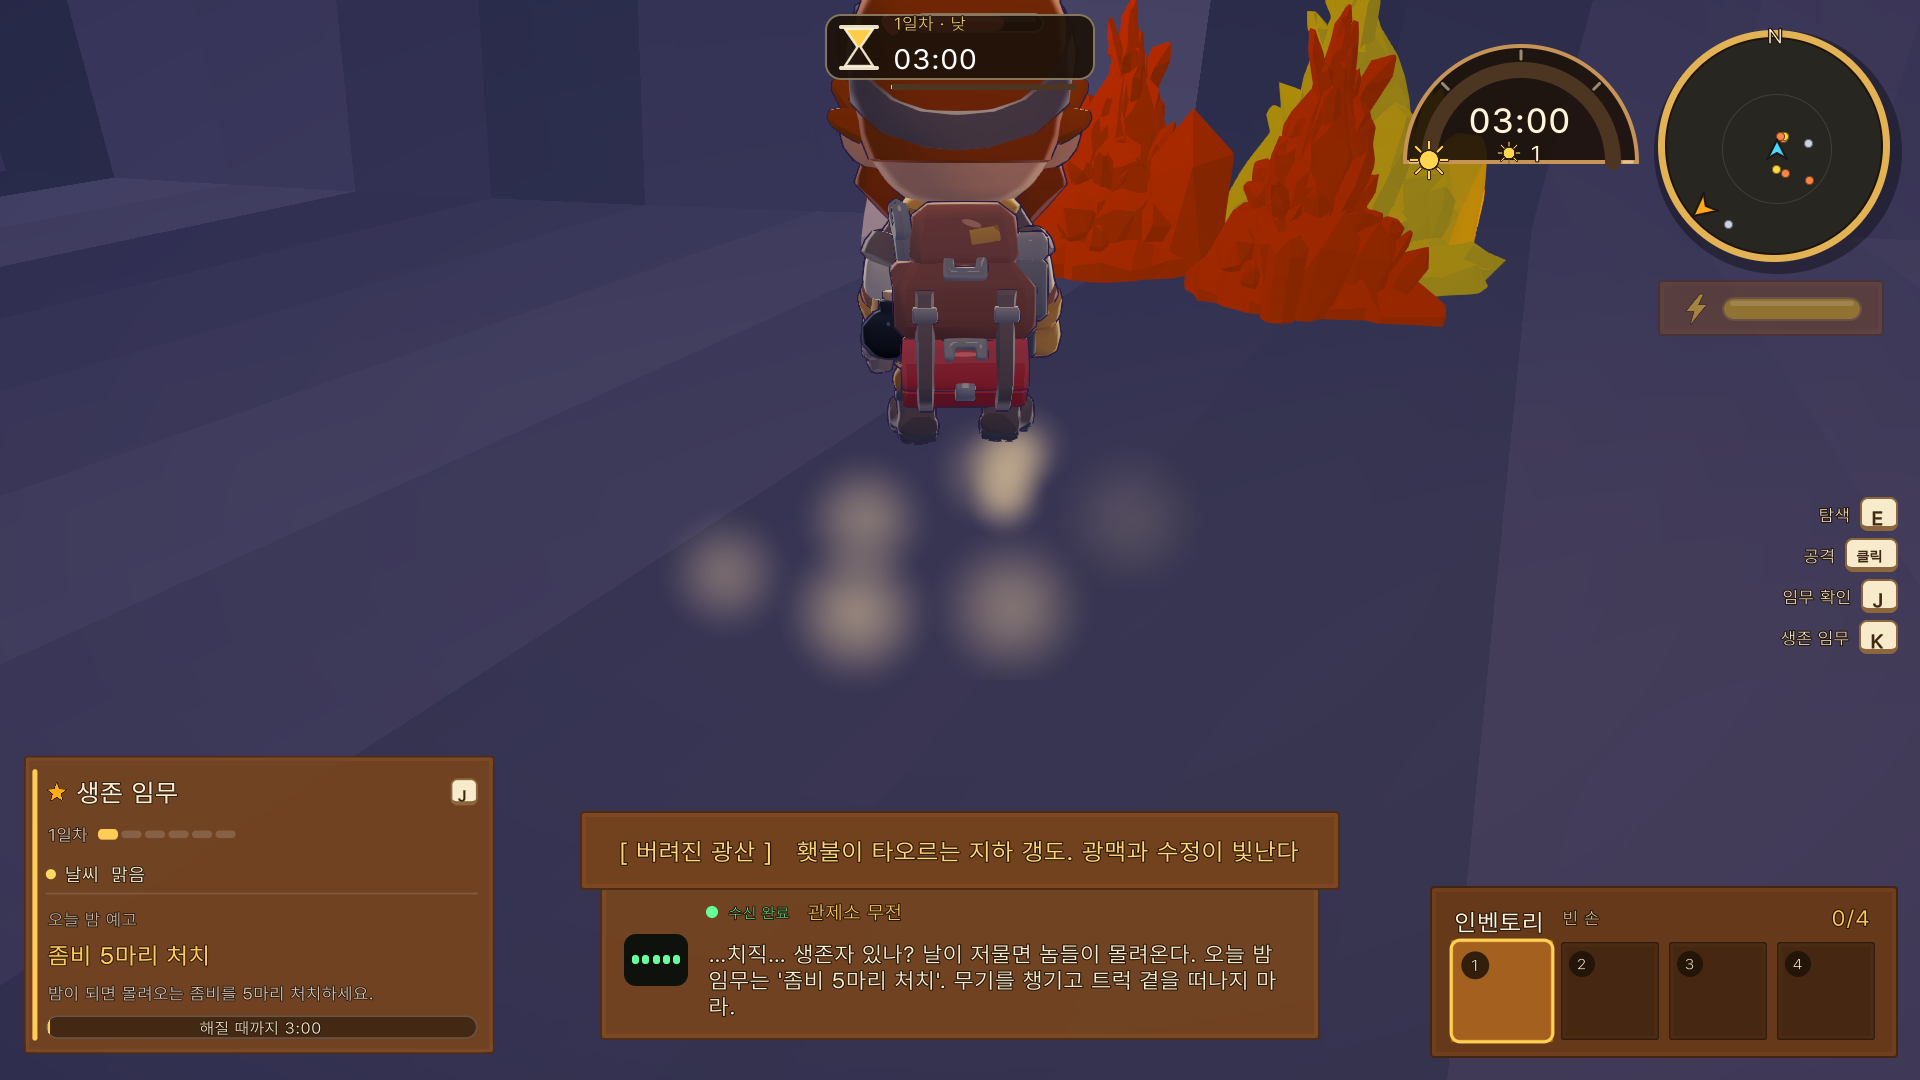 1일차 · 낮
03:00
N
03:00
1
탐색 E
공격 클릭
임무 확인 J
생존 임무 K
생존 임무 J
1일차
날씨 맑음
오늘 밤 예고
좀비 5마리 처치
밤이 되면 몰려오는 좀비를 5마리 처치하세요.
해질 때까지 3:00
[ 버려진 광산 ] 횃불이 타오르는 지하 갱도. 광맥과 수정이 빛난다
수신 완료 관제소 무전
...치직... 생존자 있나? 날이 저물면 놈들이 몰려온다. 오늘 밤
임무는 '좀비 5마리 처치'. 무기를 챙기고 트럭 곁을 떠나지 마
라.
인벤토리 빈 손 0/4
1 2 3 4